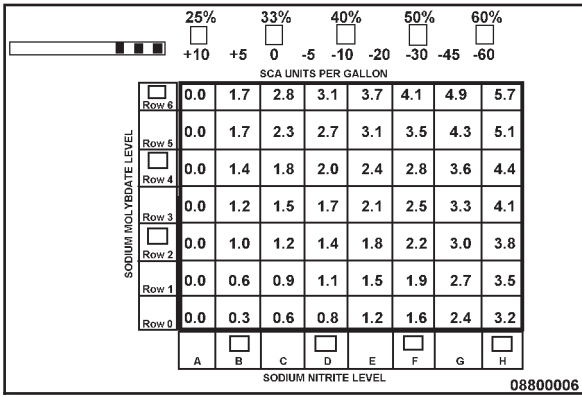 25% 33% 40% 50% 60%
+10 +5 0 -5 -10 -20 -30 -45 -60
SCA UNITS PER GALLON
SODIUM MOLYBDATE LEVEL
Row 6 0.0 1.7 2.8 3.1 3.7 4.1 4.9 5.7
Row 5 0.0 1.7 2.3 2.7 3.1 3.5 4.3 5.1
Row 4 0.0 1.4 1.8 2.0 2.4 2.8 3.6 4.4
Row 3 0.0 1.2 1.5 1.7 2.1 2.5 3.3 4.1
Row 2 0.0 1.0 1.2 1.4 1.8 2.2 3.0 3.8
Row 1 0.0 0.6 0.9 1.1 1.5 1.9 2.7 3.5
Row 0 0.0 0.3 0.6 0.8 1.2 1.6 2.4 3.2
A B C D E F G H
SODIUM NITRITE LEVEL
08800006